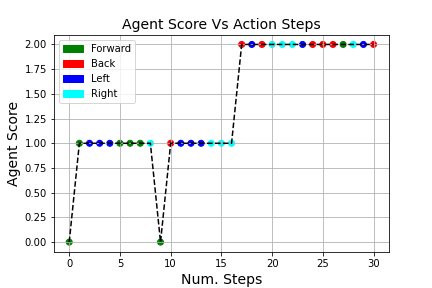 Agent Score Vs Action Steps
Agent Score
2.00
1.75
1.50
1.25
1.00
0.75
0.50
0.25
0.00
Forward
Back
Left
Right
0 5 10 15 20 25 30
Num. Steps